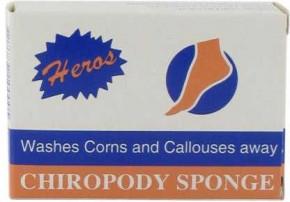 Heros
Washes Corns and Callouses away
CHIROPODY SPONGE